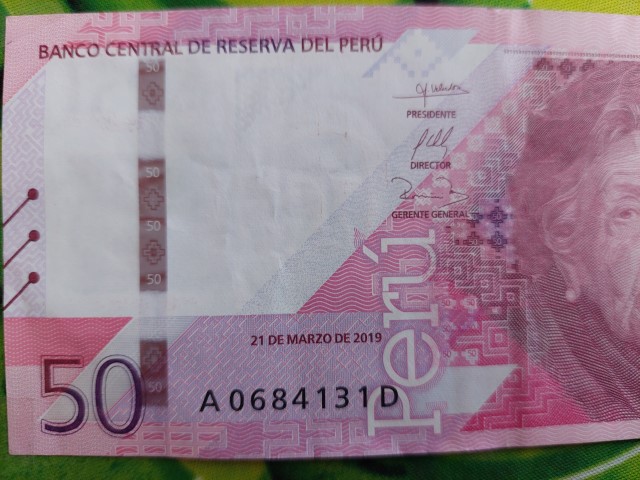 BANCO CENTRAL DE RESERVA DEL PERÚ
50
PRESIDENTE
DIRECTOR
50
GERENTE GENERAL
50
50
Perú
21 DE MARZO DE 2019
50
50
A0684131D